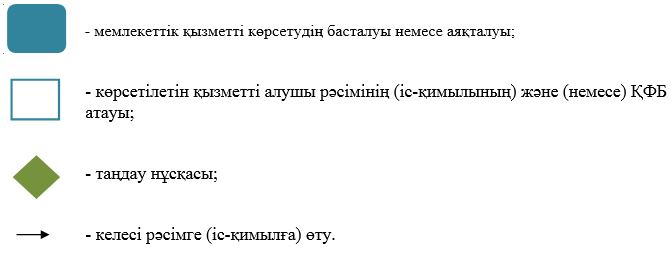 - мемлекеттік қызметті көрсетудің басталуы немесе аяқталуы;
- көрсетілетін қызметті алушы рәсімінің (іс-қимылының) және (немесе) ҚФБ
атауы;
- таңдау нұсқасы;
- келесі рәсімге (іс-қимылға) өту.